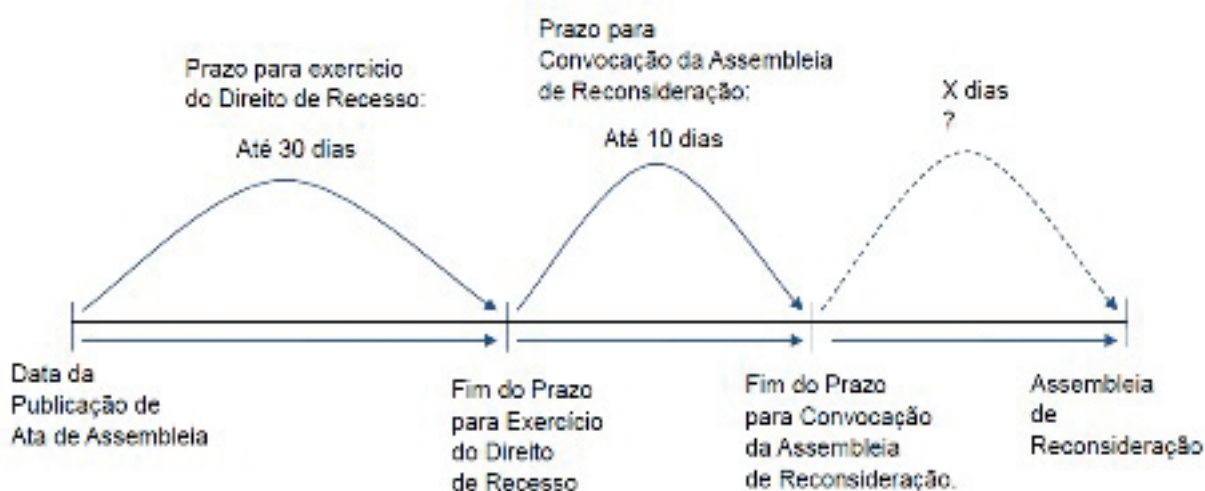 Prazo para exercício
do Direito de Recesso:
Até 30 dias
Prazo para
Convocação da Assembleia
de Reconsideração:
Até 10 dias
X dias
?
Data da
Publicação de
Ata de Assembleia
Fim do Prazo
para Exercício
do Direito
de Recesso
Fim do Prazo
para Convocação
da Assembleia
de Reconsideração.
Assembleia
de
Reconsideração